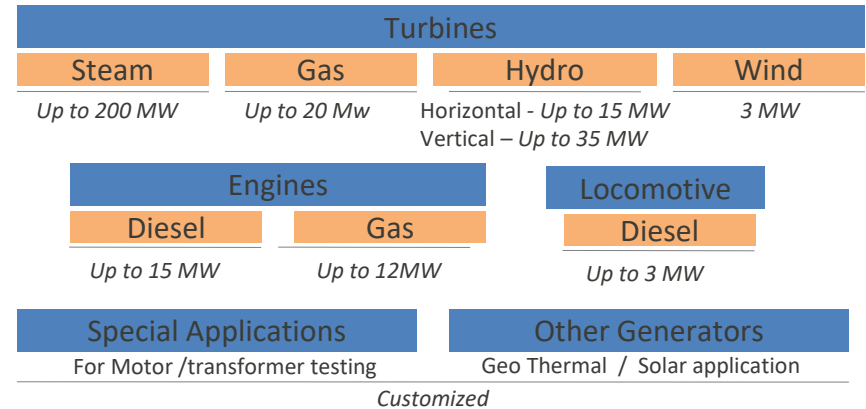 Turbines
Steam Gas Hydro Wind
Up to 200 MW Up to 20 Mw Horizontal - Up to 15 MW 3 MW
Vertical – Up to 35 MW
Engines Locomotive
Diesel Gas Diesel
Up to 15 MW Up to 12MW Up to 3 MW
Special Applications Other Generators
For Motor /transformer testing Geo Thermal / Solar application
Customized